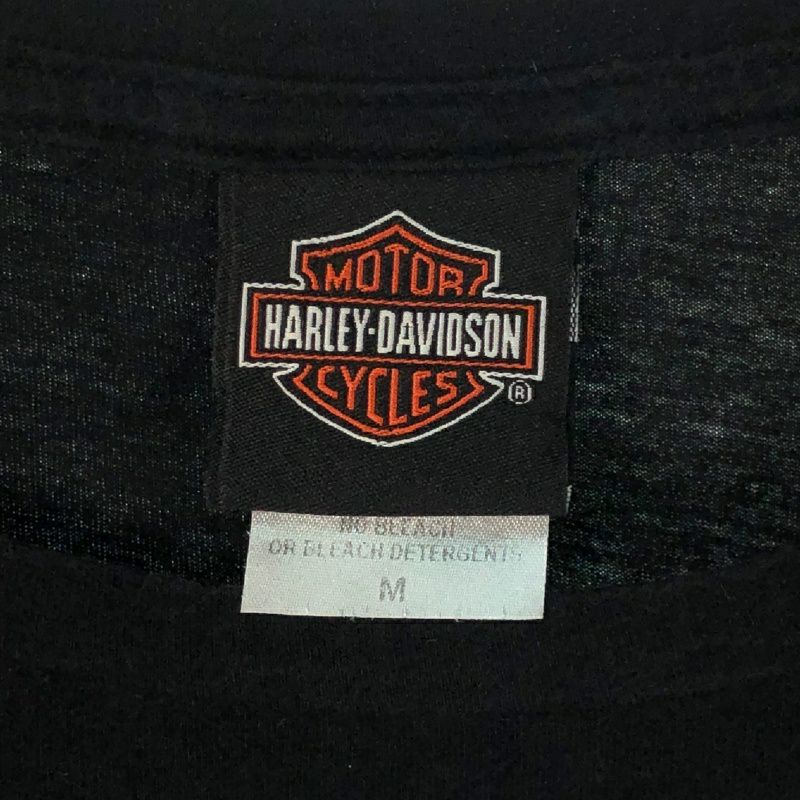 MOTOR
HARLEY-DAVIDSON
CYCLES ®
NO BLEACH
OR BLEACH DETERGENTS
M